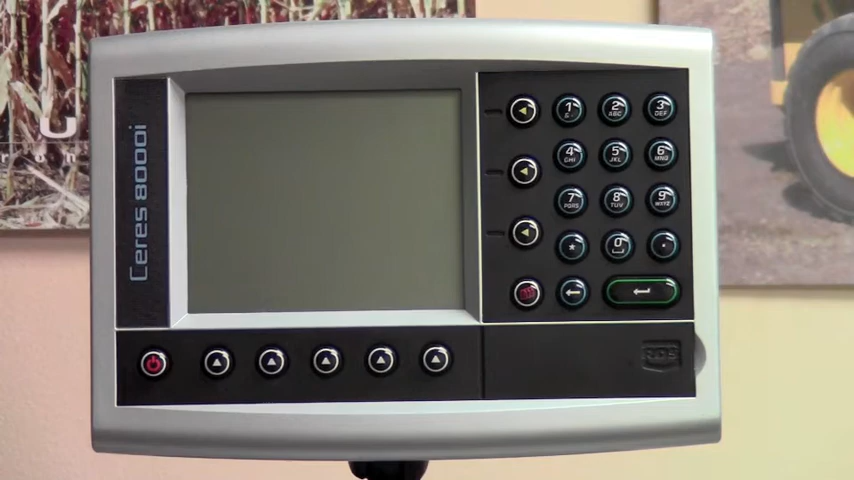 Ceres 8000i
1
2 ABC
3 DEF
4 GHI
5 JKL
6 MNO
7 PQRS
8 TUV
9 WXYZ
* 0 .
RDS
U